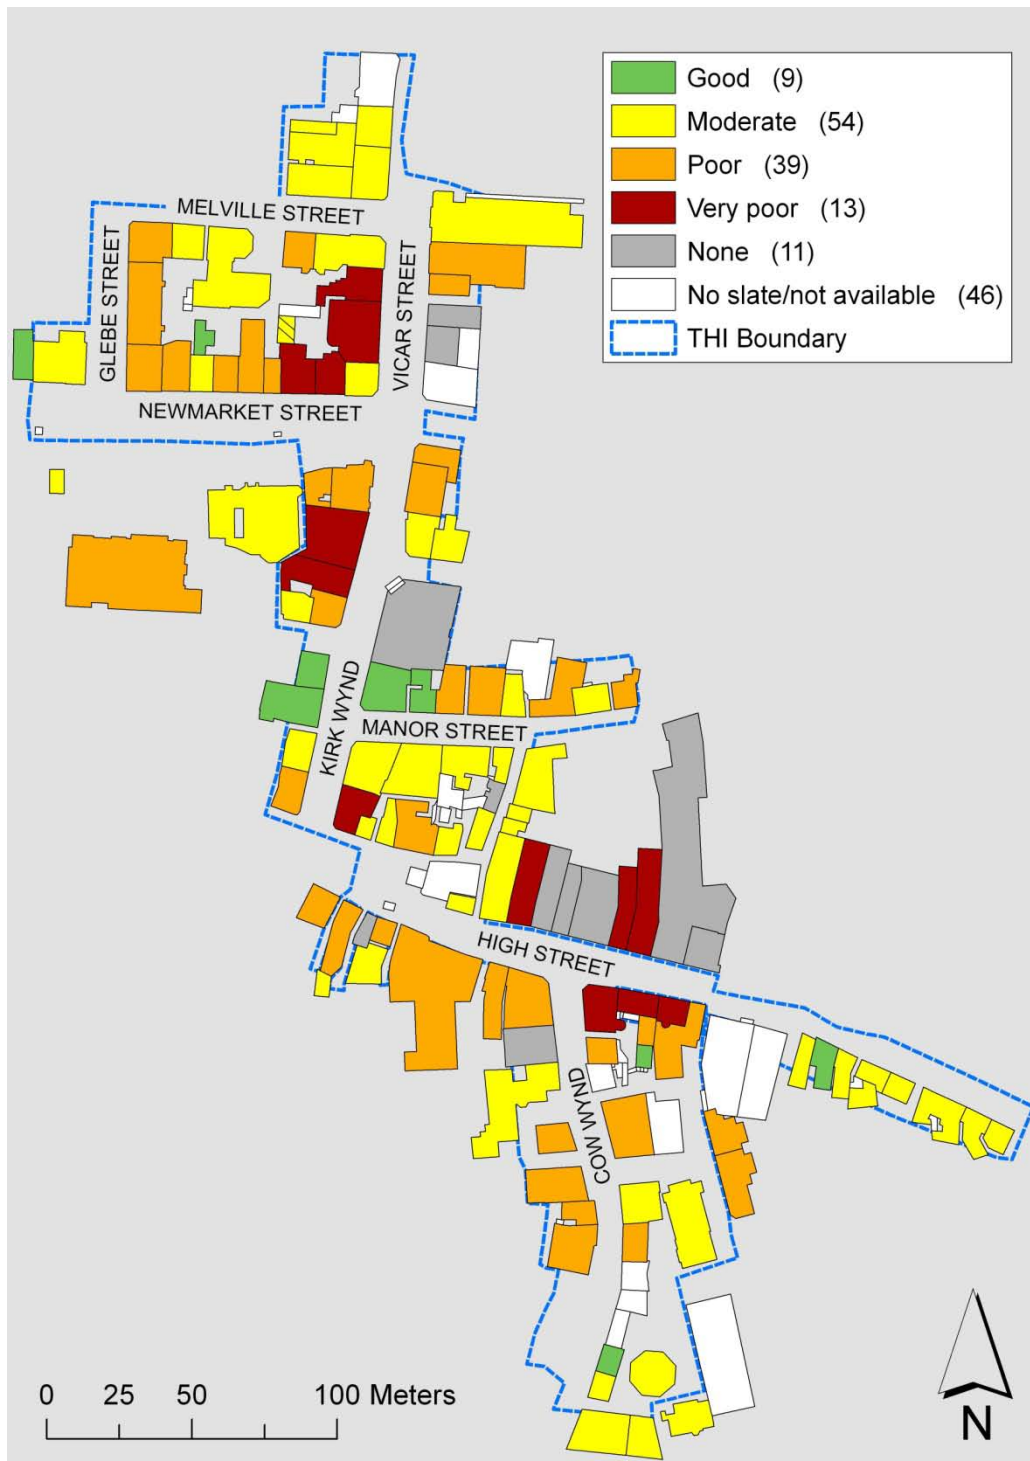 Good (9)
Moderate (54)
Poor (39)
Very poor (13)
None (11)
No slate/not available (46)
THI Boundary
MELVILLE STREET
GLEBE STREET
VICAR STREET
NEWMARKET STREET
KIRK WYND
MANOR STREET
HIGH STREET
COW WYND
0 25 50 100 Meters
N